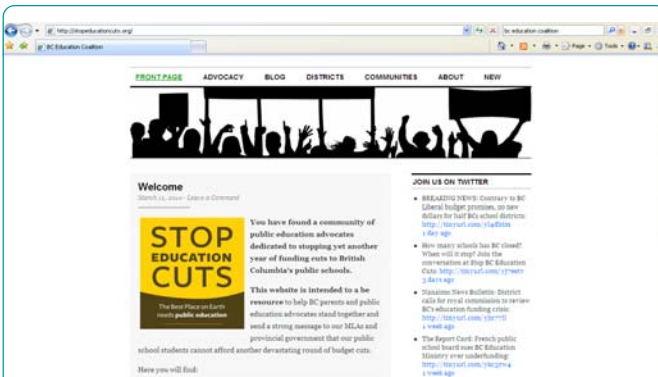 http://stopeducationcuts.org/
bc education coalition
BC Education Coalition
Page
Tools
FRONT PAGE ADVOCACY BLOG DISTRICTS COMMUNITIES ABOUT NEW
Welcome
March 11, 2010 · Leave a Comment
STOP
EDUCATION
CUTS
The Best Place on Earth
needs public education
You have found a community of
public education advocates
dedicated to stopping yet another
year of funding cuts to British
Columbia's public schools.
This website is intended to a be
resource to help BC parents and public
education advocates stand together and
send a strong message to our MLAs and
provincial government that our public
school students cannot afford another devastating round of budget cuts.
Here you will find:
JOIN US ON TWITTER
BREAKING NEWS: Contrary to BC
Liberal budget promises, no new
dollars for half BCs school districts:
1 day ago
How many schools has BC closed?
When will it stop? Join the
conversation at Stop BC Education
Cuts:
3 days ago
Nanaimo News Bulletin: District
calls for royal commission to review
BC's education funding crisis:
1 week ago
The Report Card: French public
school board sues BC Education
Ministry over underfunding:
1 week ago